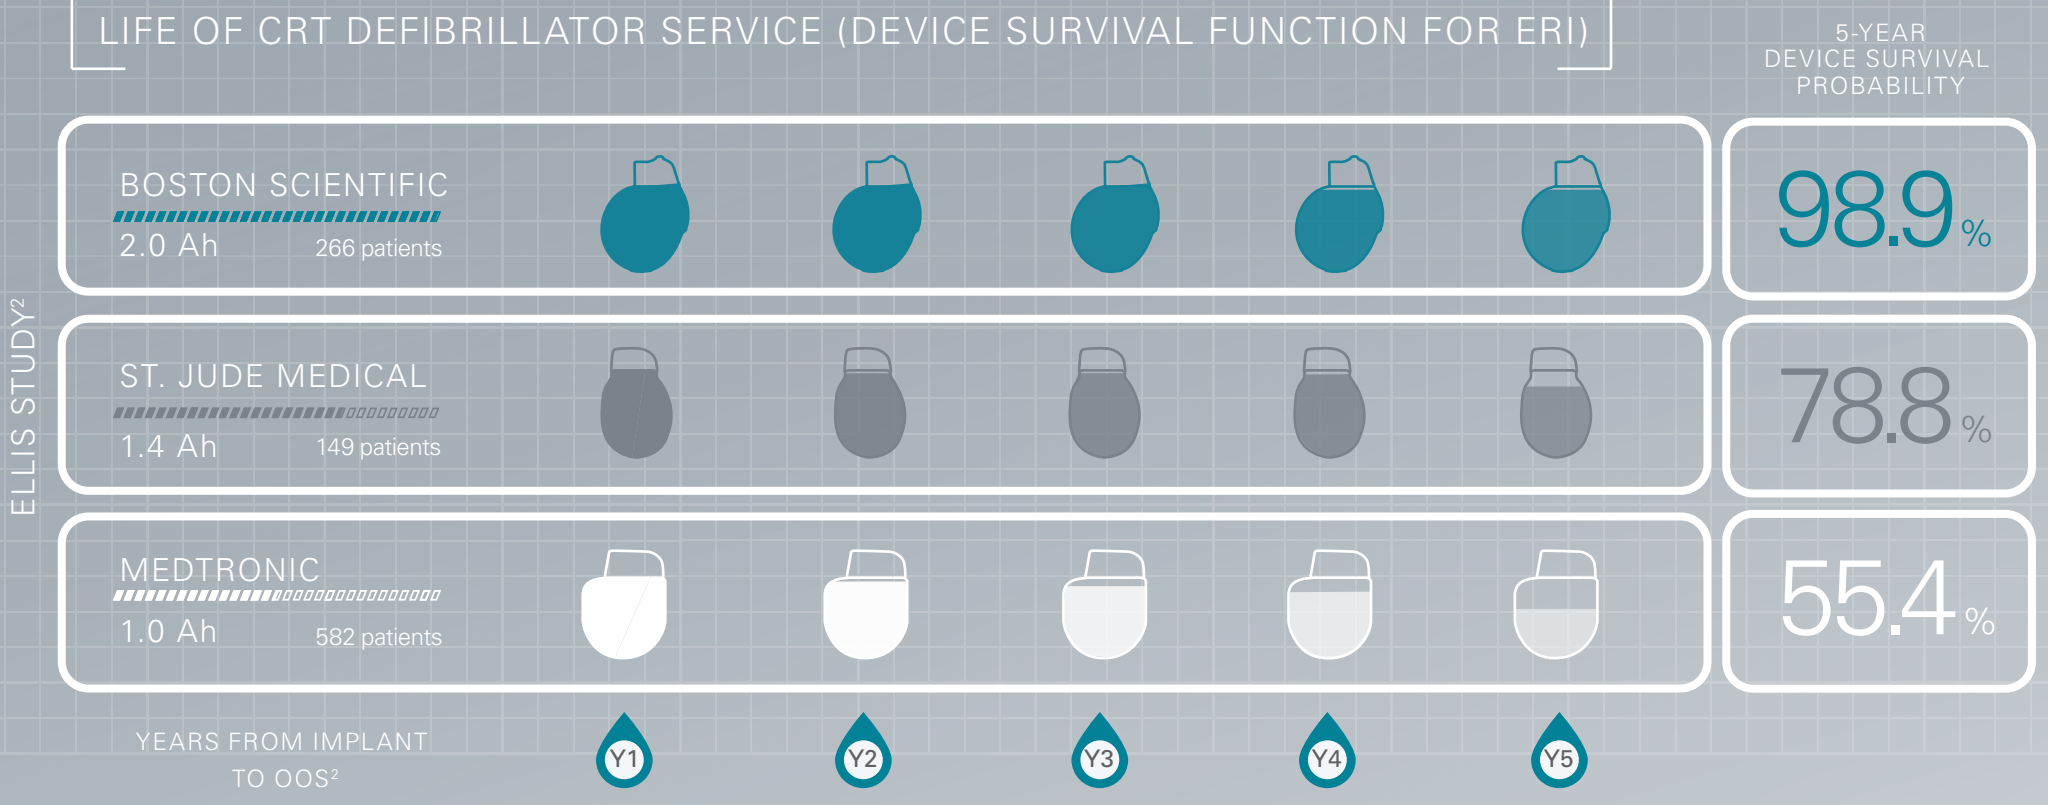 LIFE OF CRT DEFIBRILLATOR SERVICE (DEVICE SURVIVAL FUNCTION FOR ERI)
5-YEAR
DEVICE SURVIVAL
PROBABILITY
ELLIS STUDY²
BOSTON SCIENTIFIC
2.0 Ah 266 patients
98.9%
ST. JUDE MEDICAL
1.4 Ah 149 patients
78.8%
MEDTRONIC
1.0 Ah 582 patients
55.4%
YEARS FROM IMPLANT
TO OOS²
Y1 Y2 Y3 Y4 Y5